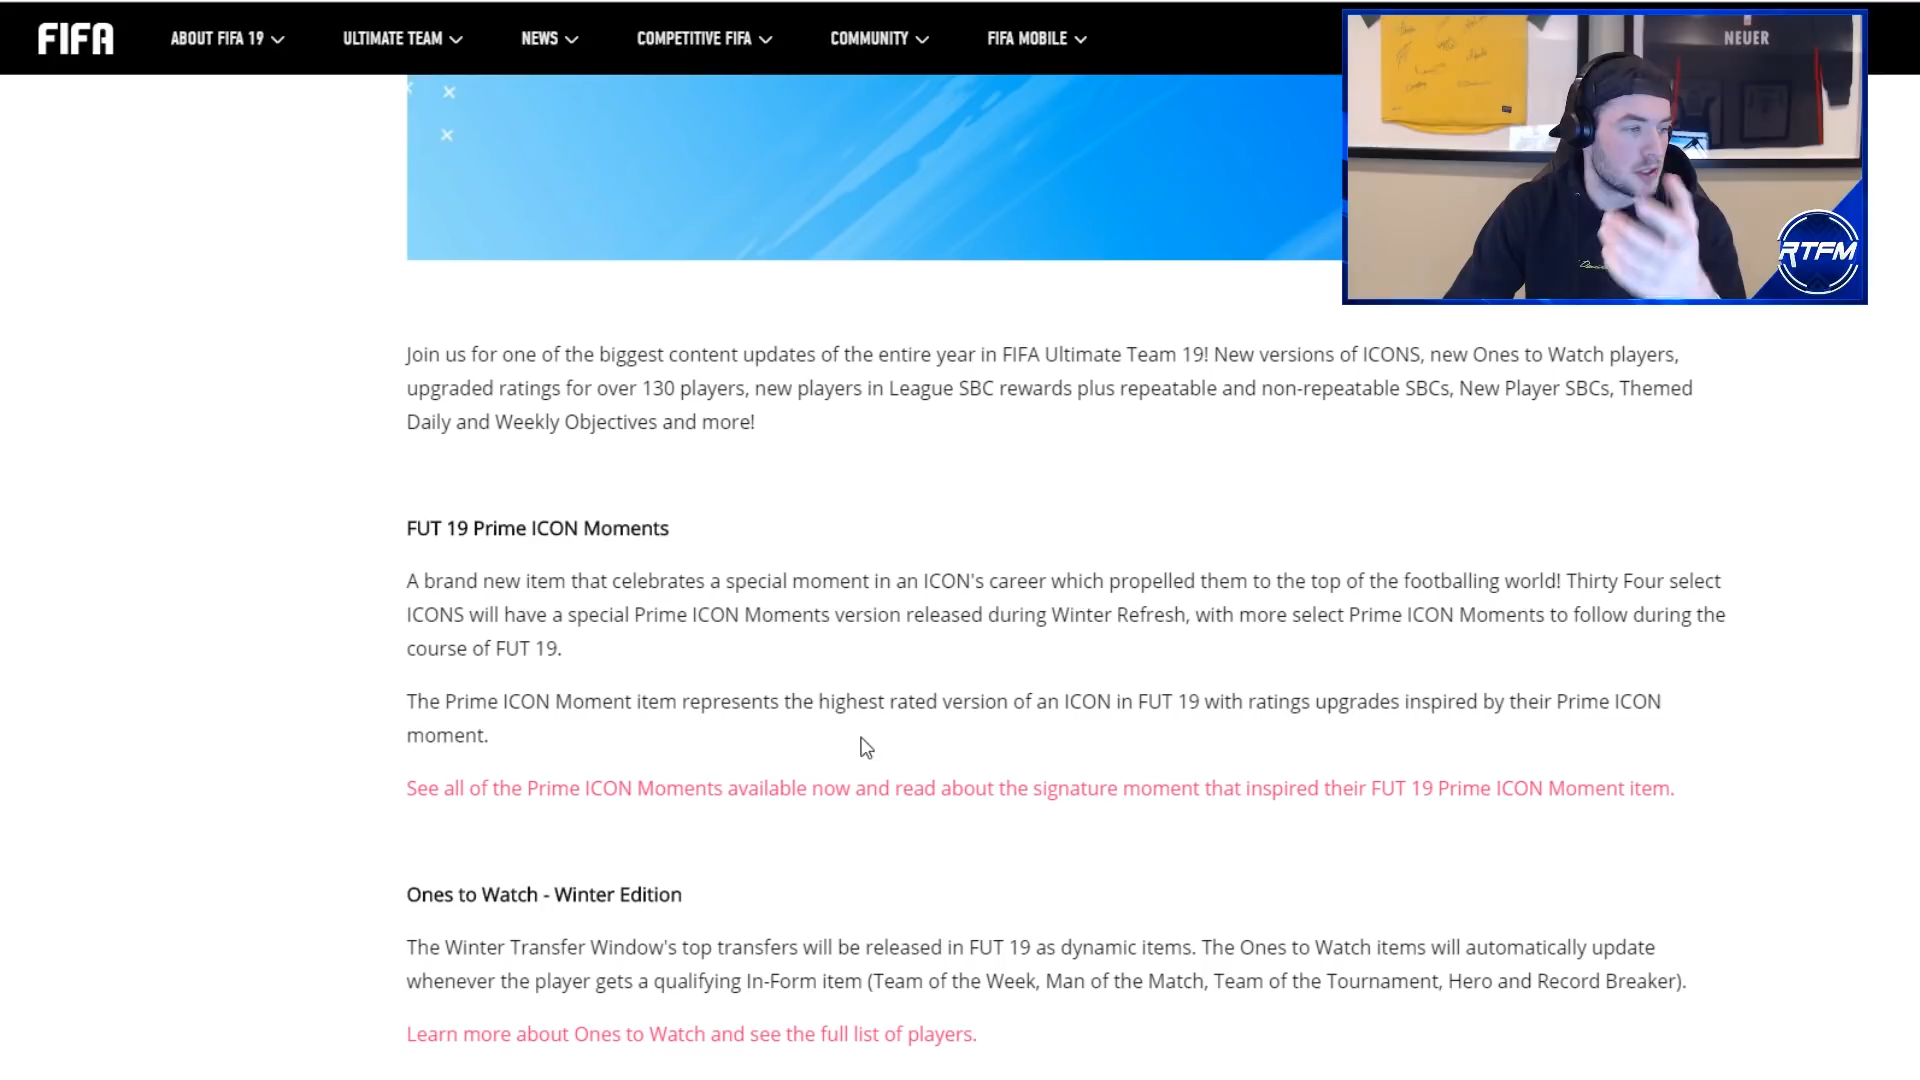 FIFA ABOUT FIFA 19 ULTIMATE TEAM NEWS COMPETITIVE FIFA COMMUNITY FIFA MOBILE
NEUER
RTFM
Join us for one of the biggest content updates of the entire year in FIFA Ultimate Team 19! New versions of ICONS, new Ones to Watch players,
upgraded ratings for over 130 players, new players in League SBC rewards plus repeatable and non-repeatable SBCs, New Player SBCs, Themed
Daily and Weekly Objectives and more!
FUT 19 Prime ICON Moments
A brand new item that celebrates a special moment in an ICON's career which propelled them to the top of the footballing world! Thirty Four select
ICONS will have a special Prime ICON Moments version released during Winter Refresh, with more select Prime ICON Moments to follow during the
course of FUT 19.
The Prime ICON Moment item represents the highest rated version of an ICON in FUT 19 with ratings upgrades inspired by their Prime ICON
moment.
See all of the Prime ICON Moments available now and read about the signature moment that inspired their FUT 19 Prime ICON Moment item.
Ones to Watch - Winter Edition
The Winter Transfer Window's top transfers will be released in FUT 19 as dynamic items. The Ones to Watch items will automatically update
whenever the player gets a qualifying In-Form item (Team of the Week, Man of the Match, Team of the Tournament, Hero and Record Breaker).
Learn more about Ones to Watch and see the full list of players.